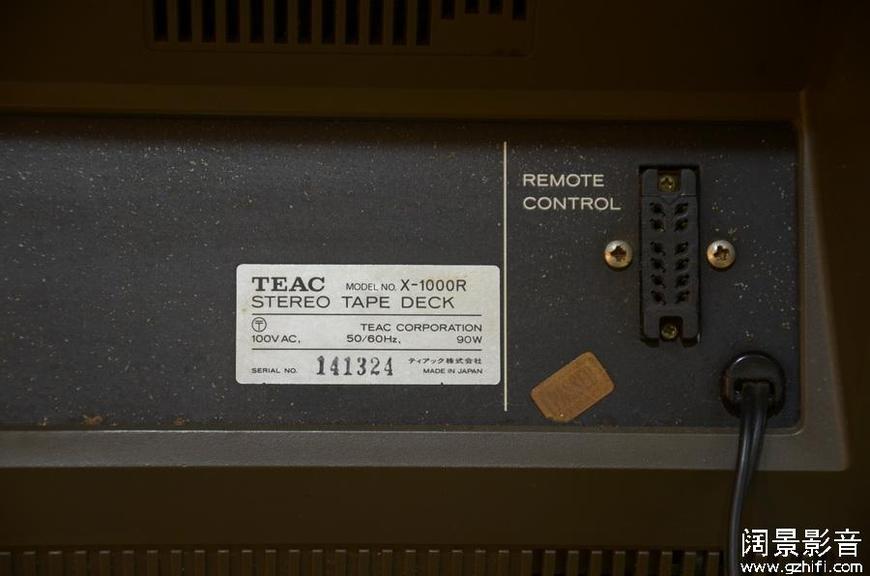 REMOTE
CONTROL
TEAC MODEL NO. X-1000R
STEREO TAPE DECK
〒 TEAC CORPORATION
100V AC, 50/60Hz, 90W
SERIAL NO. 141324 ティアック株式会社
MADE IN JAPAN
阔景影音
www.gzhifi.com